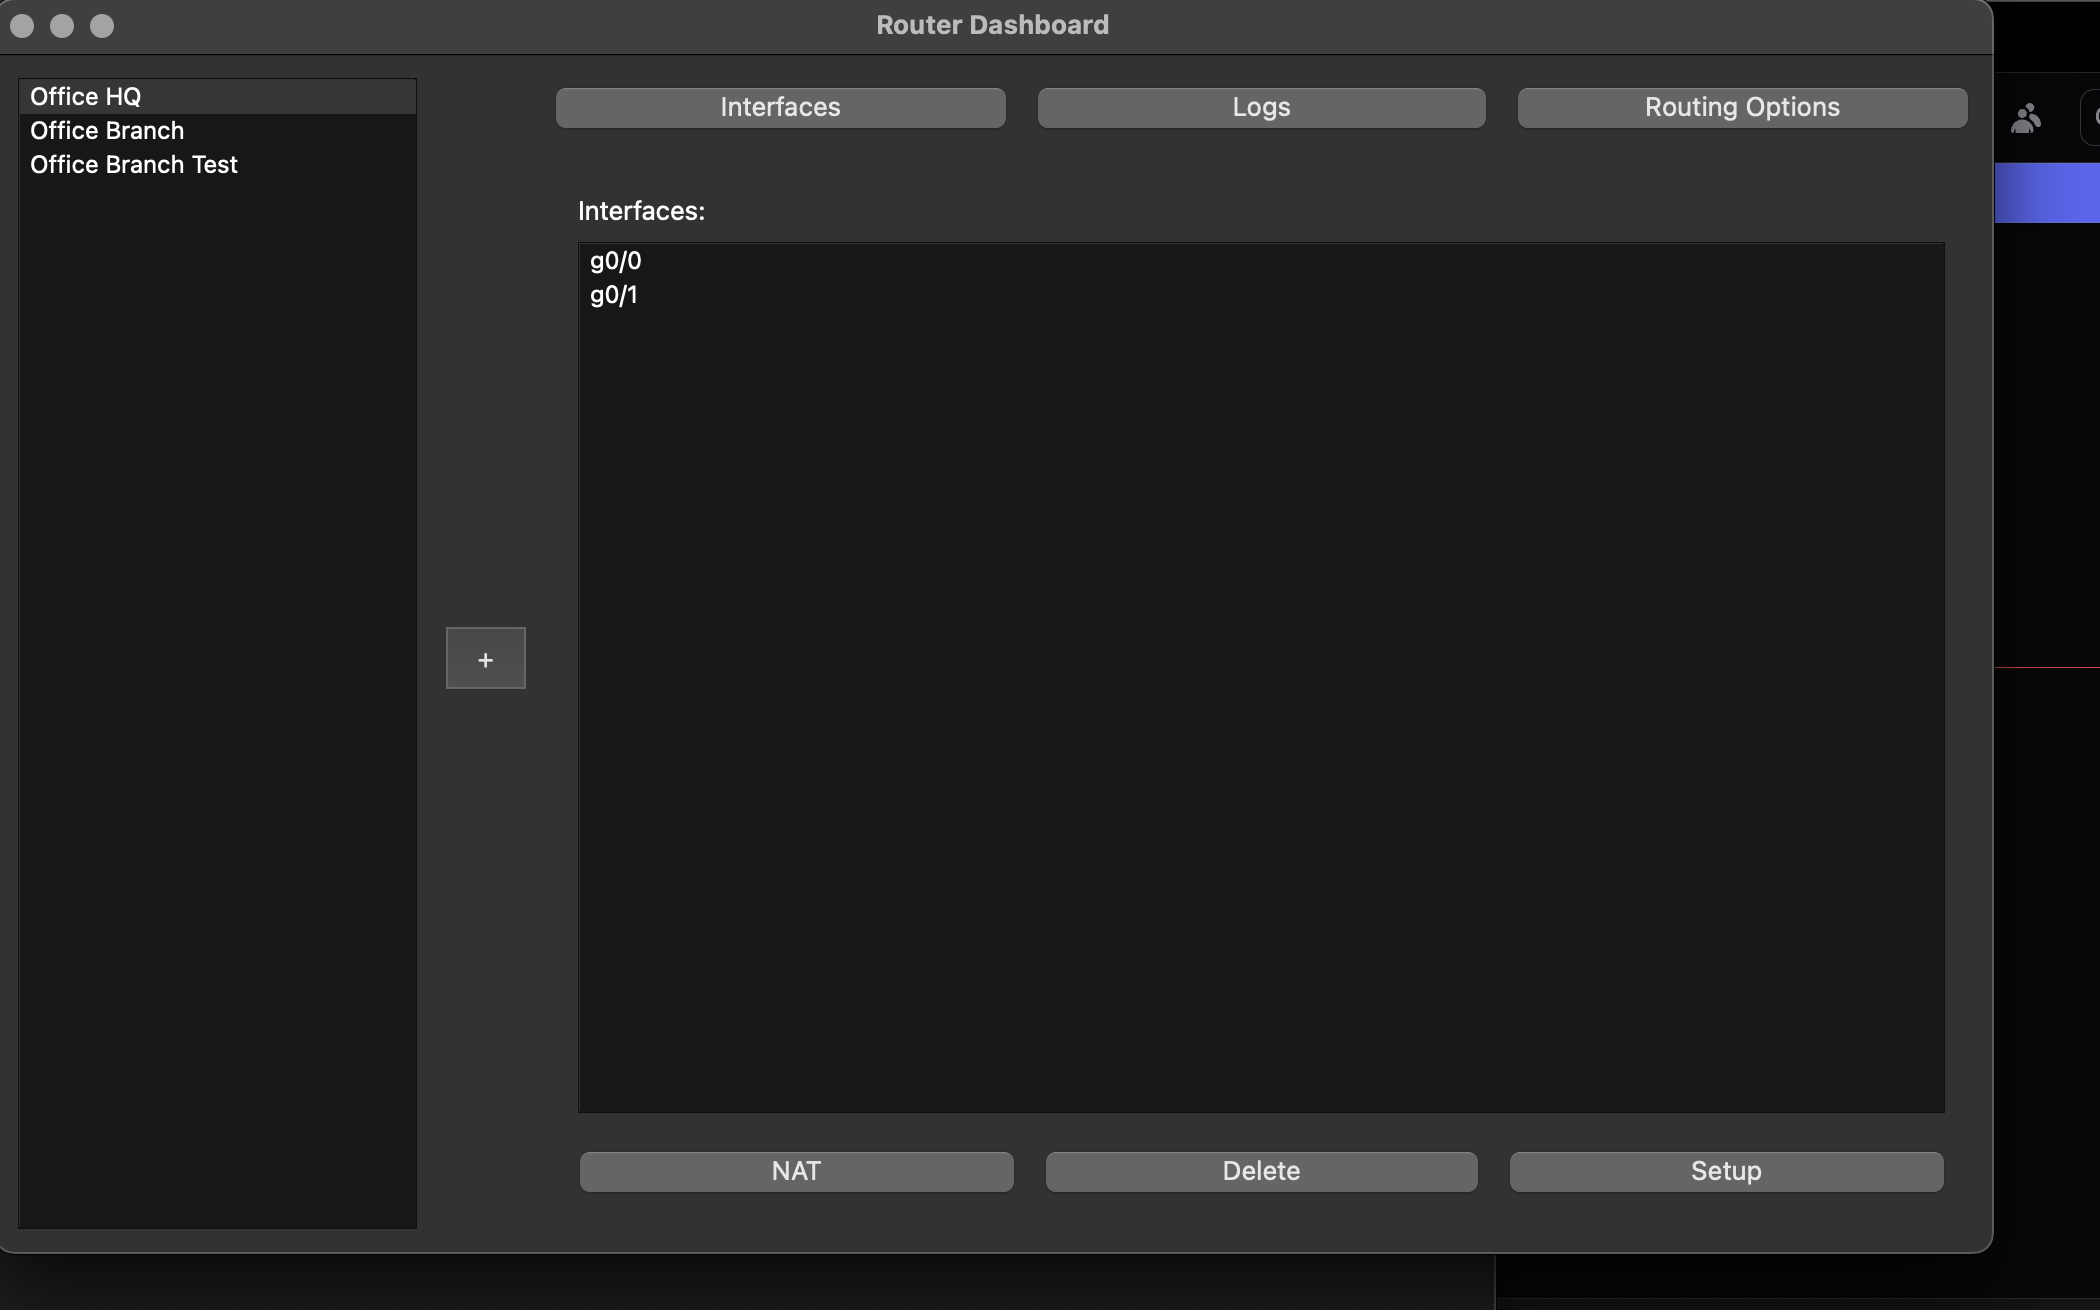 Router Dashboard
Office HQ
Office Branch
Office Branch Test
Interfaces
Logs
Routing Options
Interfaces:
g0/0
g0/1
+
NAT
Delete
Setup